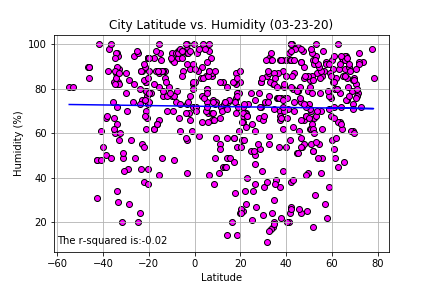 City Latitude vs. Humidity (03-23-20)
100
80
60
40
20
Humidity (%)
The r-squared is:-0.02
−60 −40 −20 0 20 40 60 80
Latitude